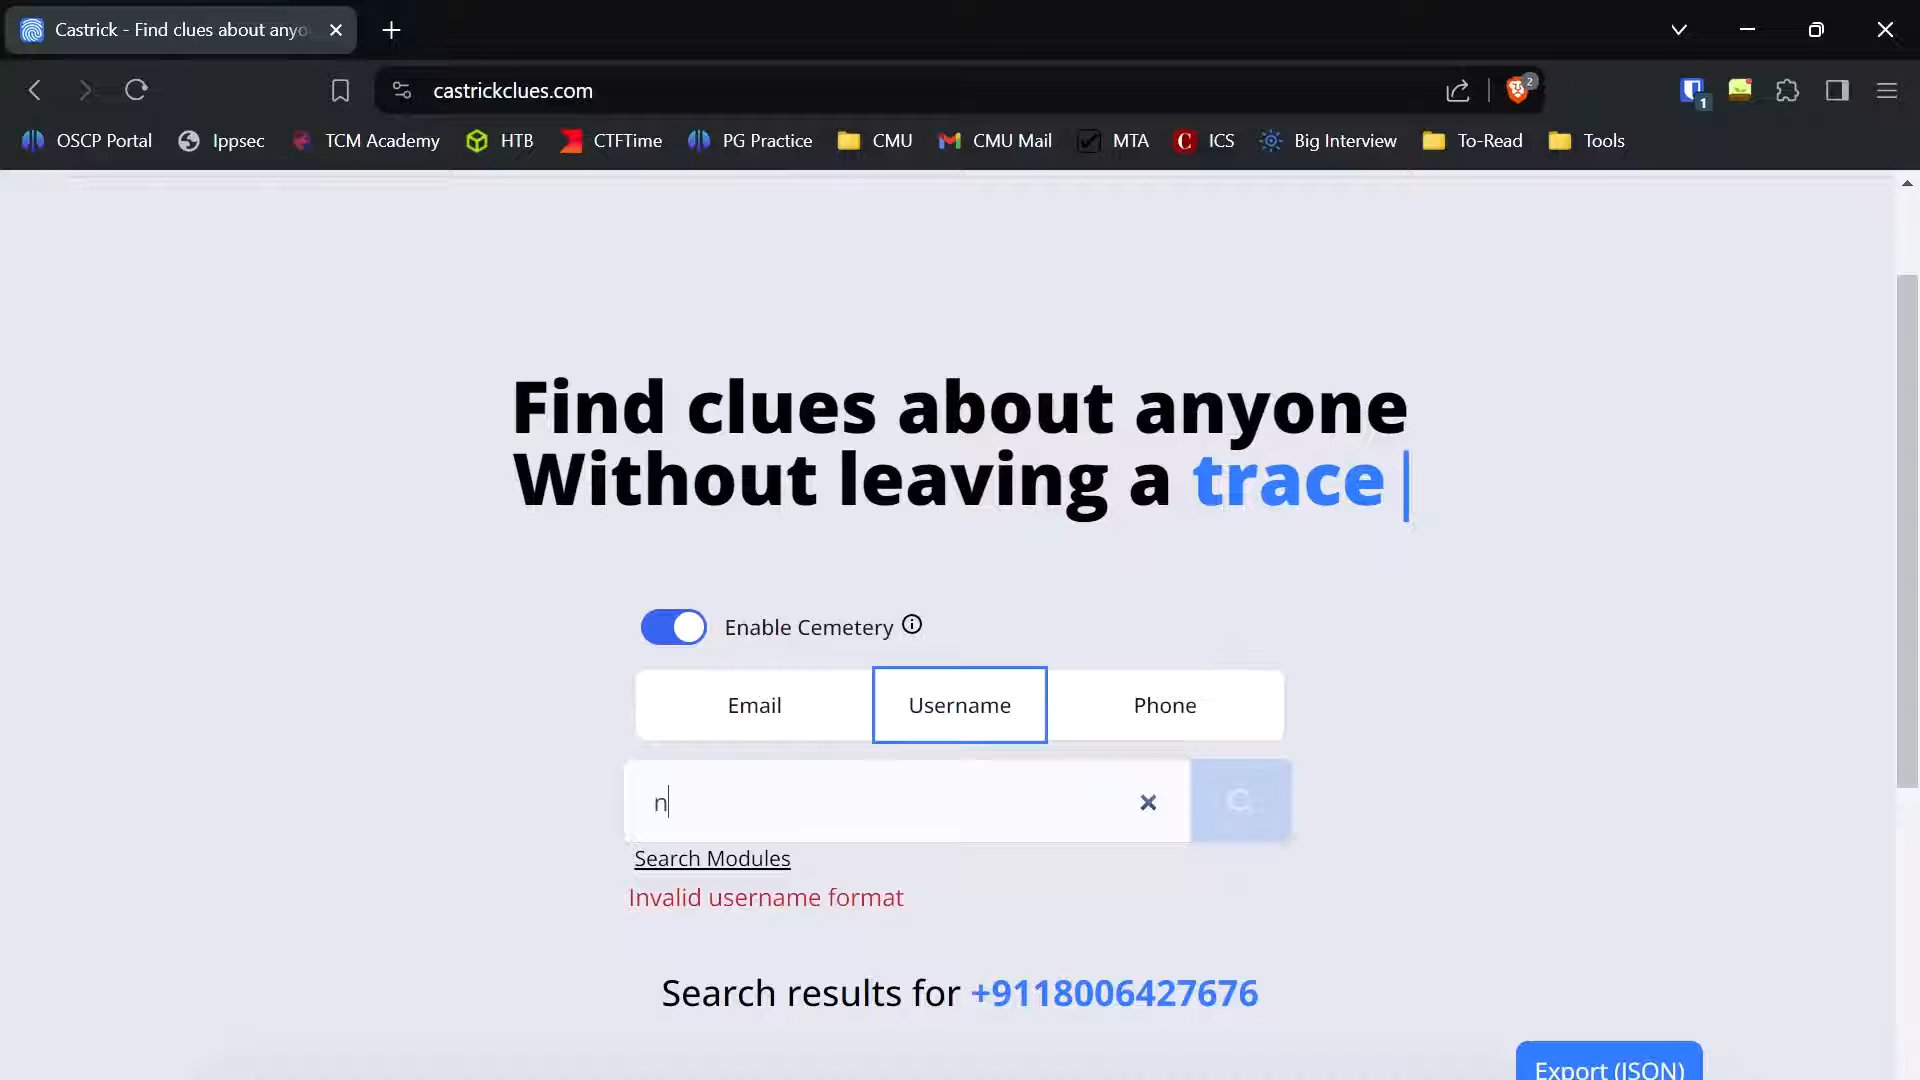 Castrick - Find clues about anyo
castrickclues.com
2
1
OSCP Portal
Ippsec
TCM Academy
HTB
CTFTime
PG Practice
CMU
CMU Mail
MTA
C
ICS
Big Interview
To-Read
Tools
Find clues about anyone
Without leaving a trace
Enable Cemetery
Email
Username
Phone
n
Search Modules
Invalid username format
Search results for +9118006427676
Export (JSON)